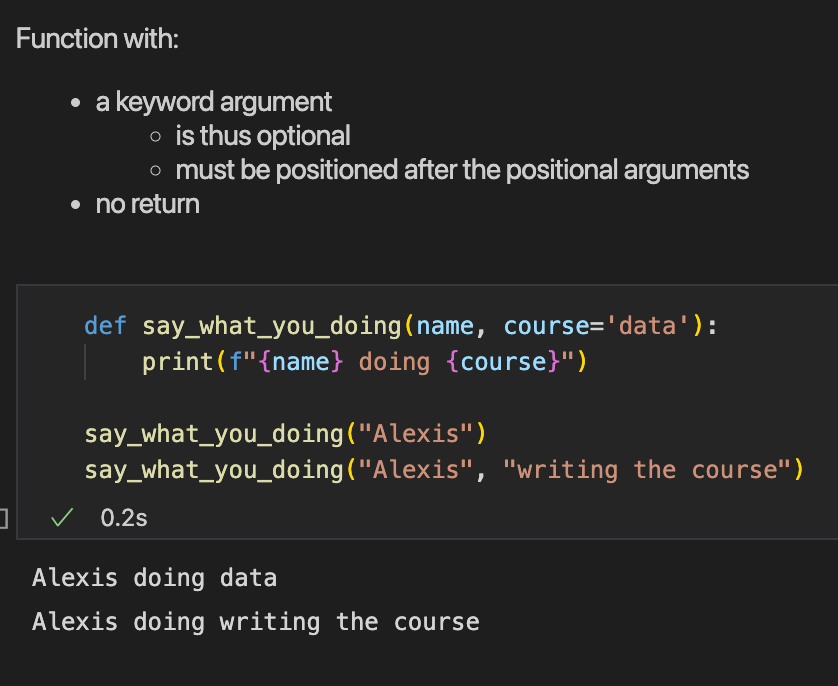 Function with:
• a keyword argument
○ is thus optional
○ must be positioned after the positional arguments
• no return
def say_what_you_doing(name, course='data'):
    print(f"{name} doing {course}")
say_what_you_doing("Alexis")
say_what_you_doing("Alexis", "writing the course")
✓ 0.2s
Alexis doing data
Alexis doing writing the course